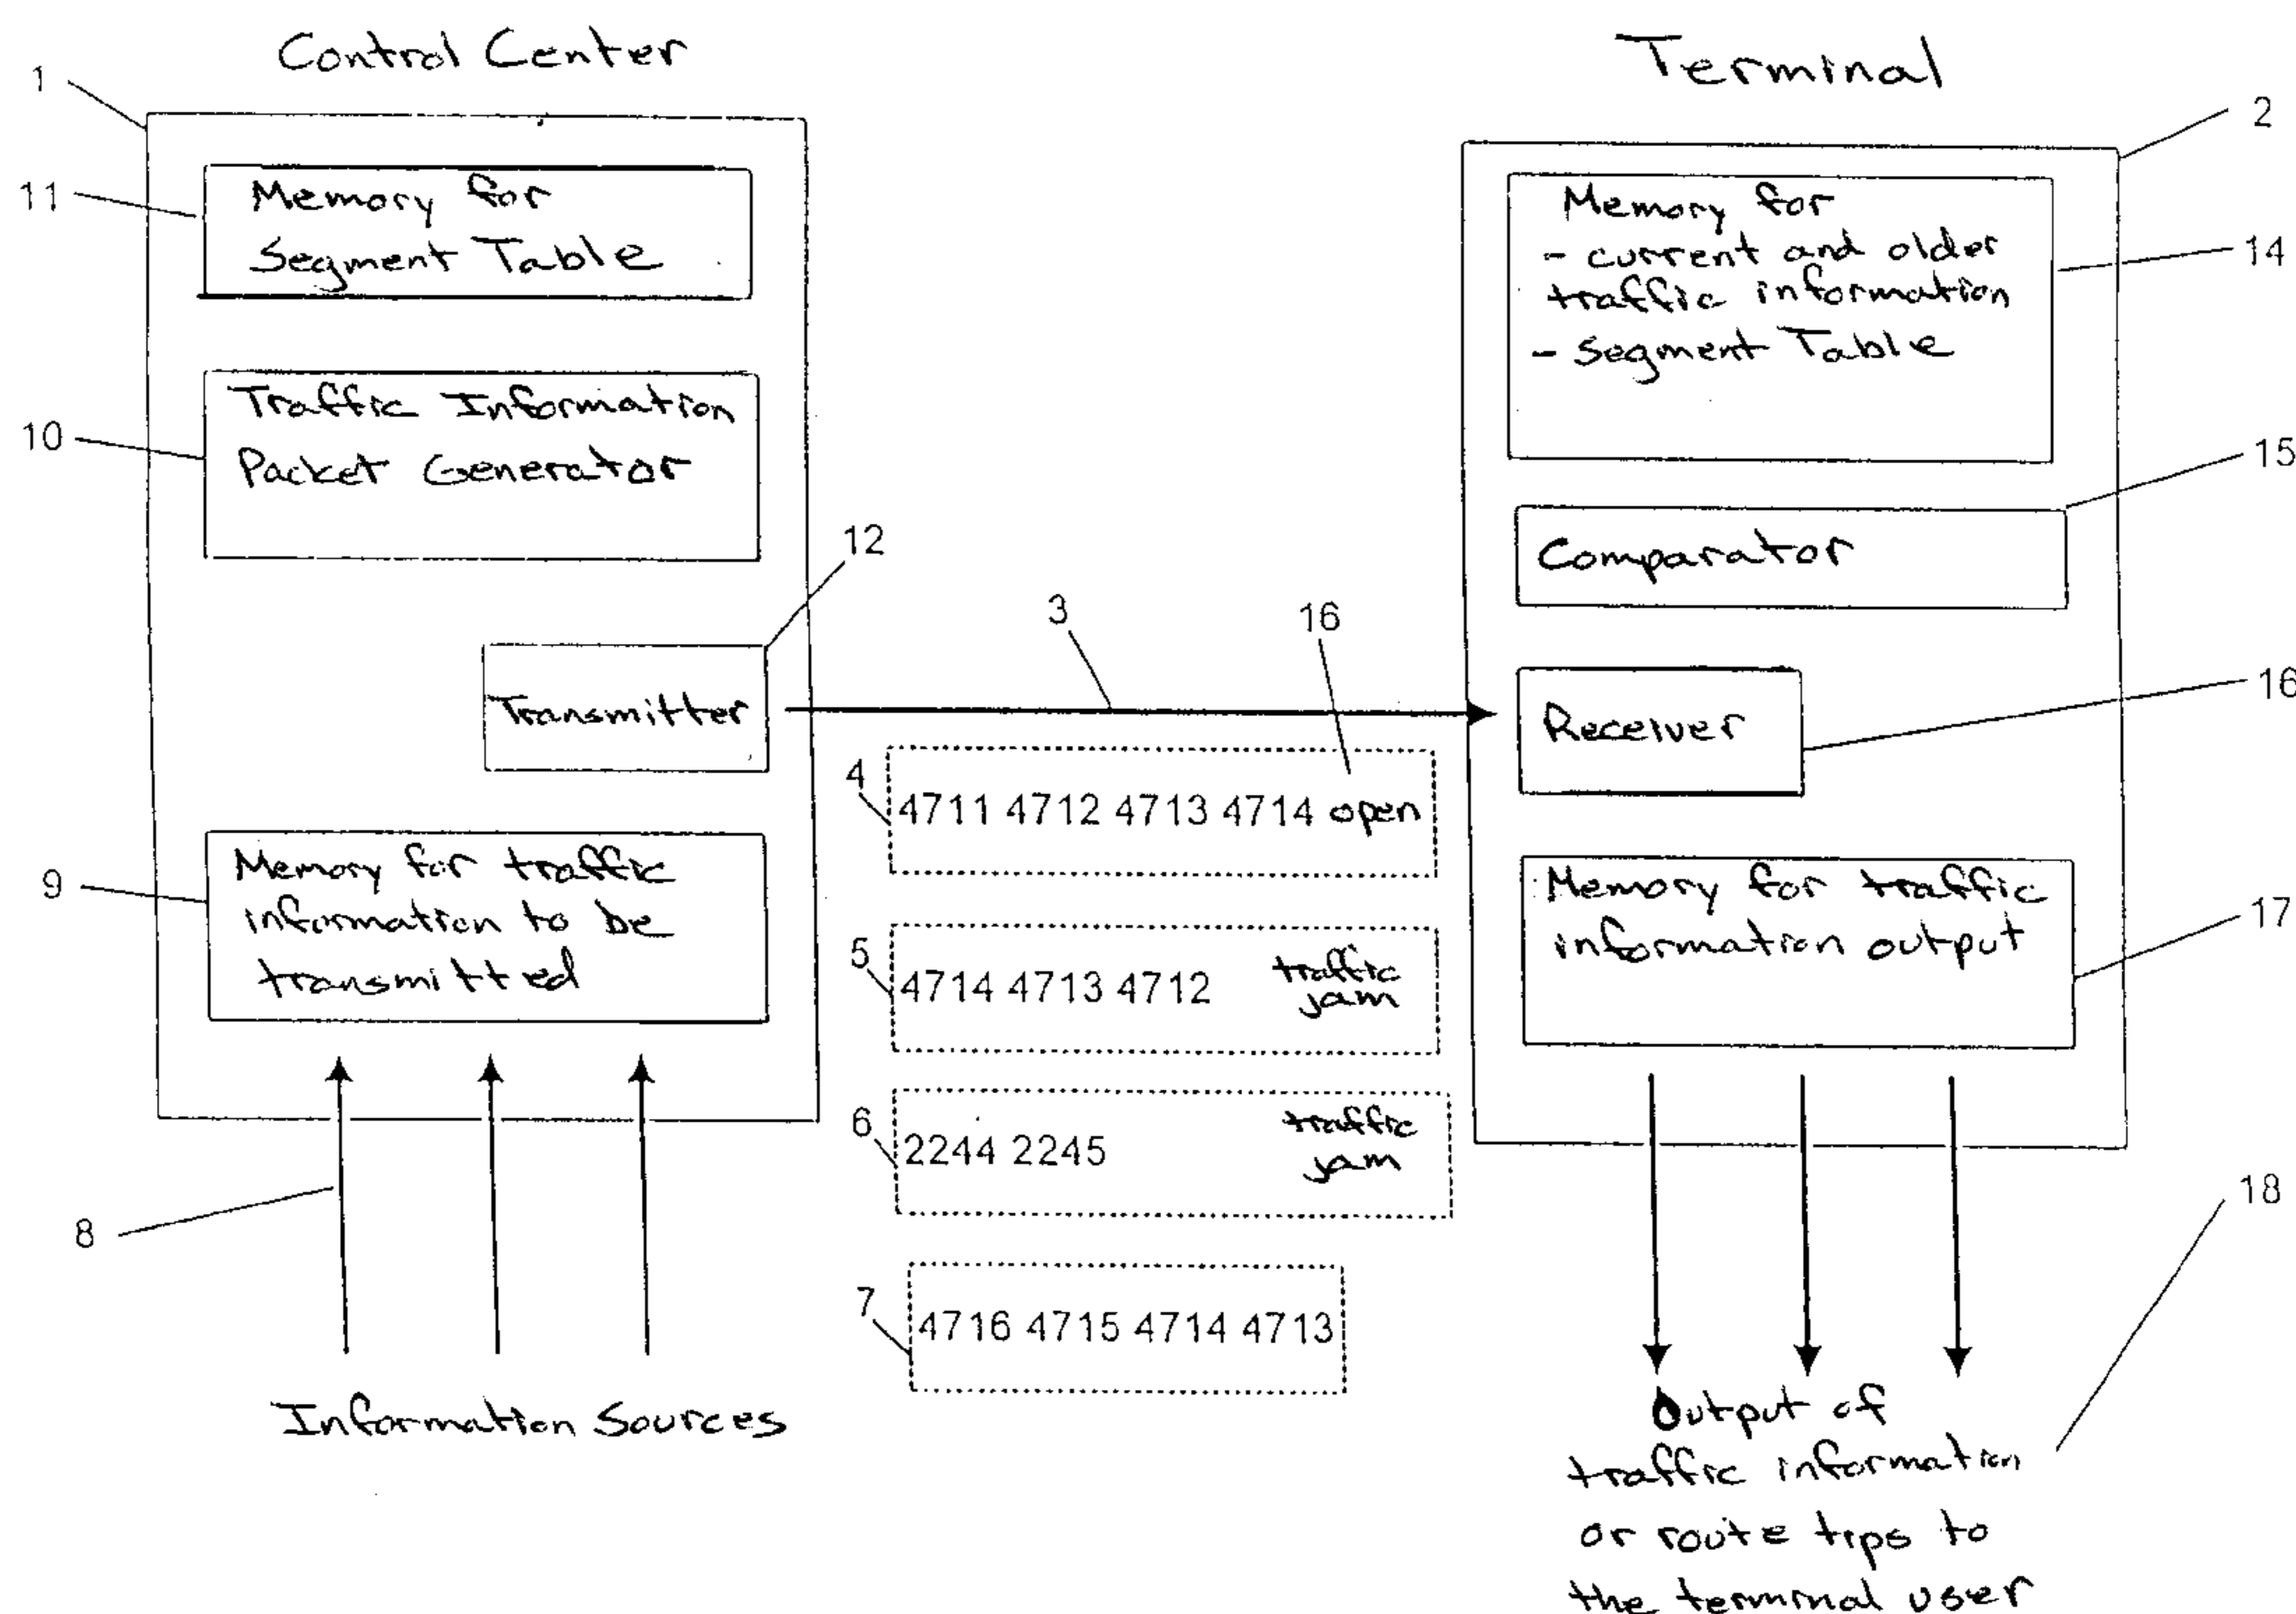 Control Center
1
11
Memory for
Segment Table
10
Traffic Information
Packet Generator
12
Transmitter
9
Memory for traffic
information to be
transmitted
8
Information Sources
3
16
4
4711 4712 4713 4714 open
5
4714 4713 4712 traffic
jam
6
2244 2245 traffic
jam
7
4716 4715 4714 4713
Terminal
2
Memory for
- current and older
traffic information
- Segment Table
14
15
Comparator
16
Receiver
Memory for traffic
information output
17
18
Output of
traffic information
or route tips to
the terminal user